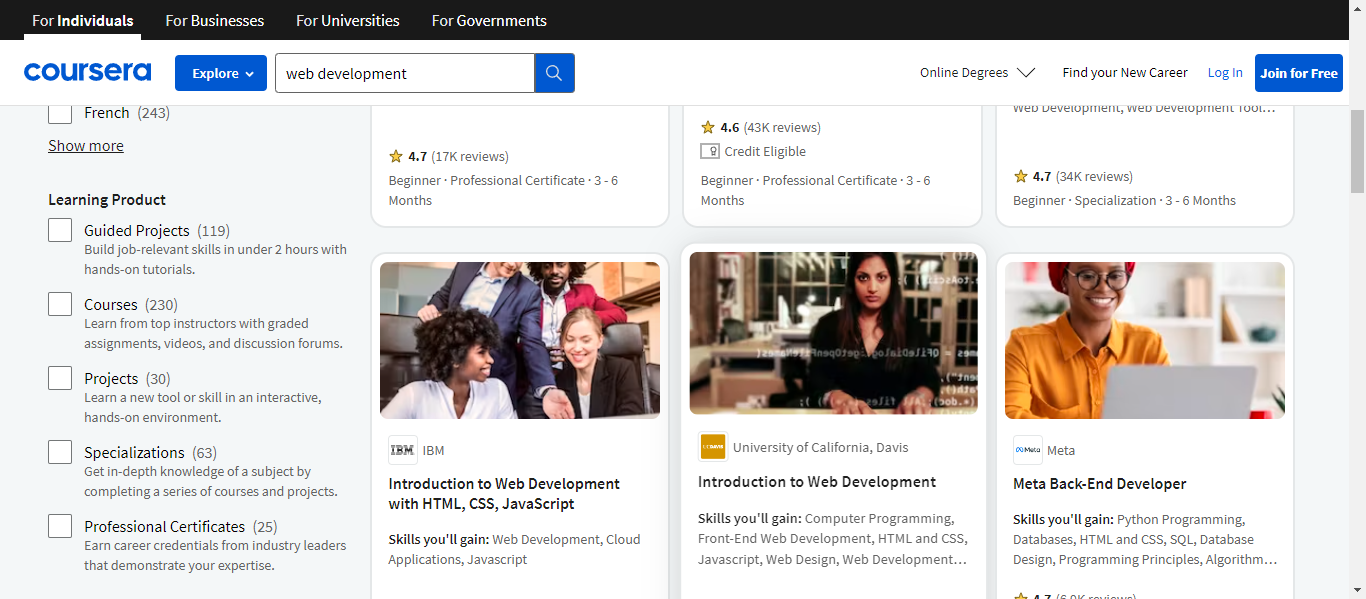 For Individuals
For Businesses
For Universities
For Governments
coursera
Explore
web development
Online Degrees
Find your New Career
Log In
Join for Free
French (243)
Show more
Learning Product
Guided Projects (119)
Build job-relevant skills in under 2 hours with
hands-on tutorials.
Courses (230)
Learn from top instructors with graded
assignments, videos, and discussion forums.
Projects (30)
Learn a new tool or skill in an interactive,
hands-on environment.
Specializations (63)
Get in-depth knowledge of a subject by
completing a series of courses and projects.
Professional Certificates (25)
Earn career credentials from industry leaders
that demonstrate your expertise.
4.7 (17K reviews)
Beginner · Professional Certificate · 3 - 6
Months
4.6 (43K reviews)
Credit Eligible
Beginner · Professional Certificate · 3 - 6
Months
Web Development, Web Development Tool...
4.7 (34K reviews)
Beginner · Specialization · 3 - 6 Months
IBM
IBM
Introduction to Web Development
with HTML, CSS, JavaScript
Skills you'll gain: Web Development, Cloud
Applications, Javascript
University of California, Davis
Introduction to Web Development
Skills you'll gain: Computer Programming,
Front-End Web Development, HTML and CSS,
Javascript, Web Design, Web Development...
Meta
Meta
Meta Back-End Developer
Skills you'll gain: Python Programming,
Databases, HTML and CSS, SQL, Database
Design, Programming Principles, Algorithm...
4.7 (6.0K reviews)